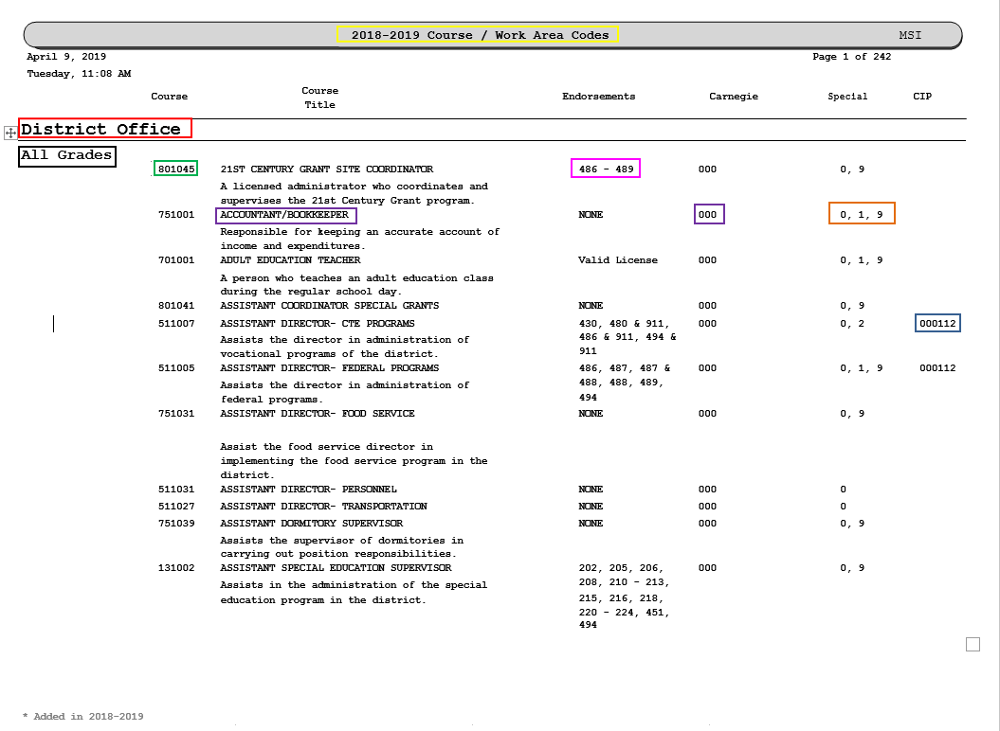 2018-2019 Course / Work Area Codes MSI
April 9, 2019 Page 1 of 242
Tuesday, 11:08 AM
Course Course Title Endorsements Carnegie Special CIP
District Office
All Grades
801045 21ST CENTURY GRANT SITE COORDINATOR 486 - 489 000 0, 9
A licensed administrator who coordinates and
supervises the 21st Century Grant program.
751001 ACCOUNTANT/BOOKKEEPER NONE 000 0, 1, 9
Responsible for keeping an accurate account of
income and expenditures.
701001 ADULT EDUCATION TEACHER Valid License 000 0, 1, 9
A person who teaches an adult education class
during the regular school day.
801041 ASSISTANT COORDINATOR SPECIAL GRANTS NONE 000 0, 9
511007 ASSISTANT DIRECTOR- CTE PROGRAMS 430, 480 & 911, 000 0, 2 000112
Assists the director in administration of 486 & 911, 494 &
vocational programs of the district. 911
511005 ASSISTANT DIRECTOR- FEDERAL PROGRAMS 486, 487, 487 & 000 0, 1, 9 000112
Assists the director in administration of 488, 488, 489,
federal programs. 494
751031 ASSISTANT DIRECTOR- FOOD SERVICE NONE 000 0, 9
Assist the food service director in
implementing the food service program in the
district.
511031 ASSISTANT DIRECTOR- PERSONNEL NONE 000 0
511027 ASSISTANT DIRECTOR- TRANSPORTATION NONE 000 0
751039 ASSISTANT DORMITORY SUPERVISOR NONE 000 0, 9
Assists the supervisor of dormitories in
carrying out position responsibilities.
131002 ASSISTANT SPECIAL EDUCATION SUPERVISOR 202, 205, 206, 000 0, 9
Assists in the administration of the special 208, 210 - 213,
education program in the district. 215, 216, 218,
220 - 224, 451,
494
* Added in 2018-2019